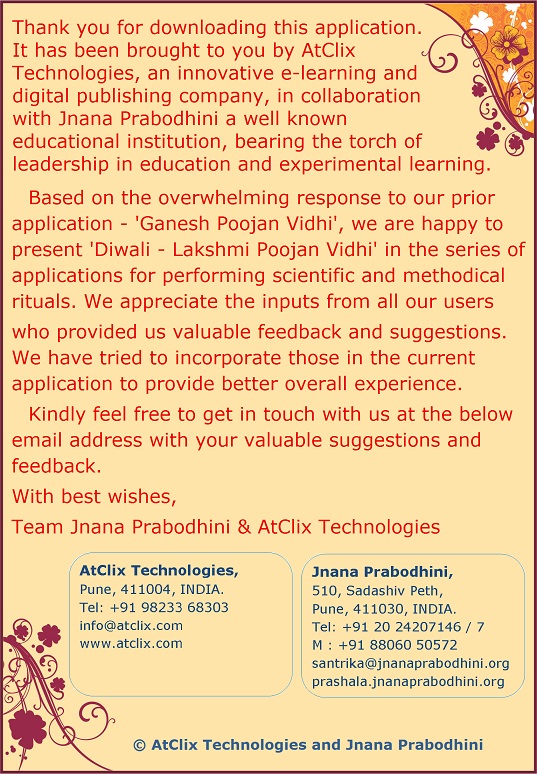 Thank you for downloading this application.
It has been brought to you by AtClix
Technologies, an innovative e-learning and
digital publishing company, in collaboration
with Jnana Prabodhini a well known
educational institution, bearing the torch of
leadership in education and experimental learning.
Based on the overwhelming response to our prior
application - 'Ganesh Poojan Vidhi', we are happy to
present 'Diwali - Lakshmi Poojan Vidhi' in the series of
applications for performing scientific and methodical
rituals. We appreciate the inputs from all our users
who provided us valuable feedback and suggestions.
We have tried to incorporate those in the current
application to provide better overall experience.
Kindly feel free to get in touch with us at the below
email address with your valuable suggestions and
feedback.
With best wishes,
Team Jnana Prabodhini & AtClix Technologies
AtClix Technologies,
Pune, 411004, INDIA.
Tel: +91 98233 68303
info@atclix.com
www.atclix.com
Jnana Prabodhini,
510, Sadashiv Peth,
Pune, 411030, INDIA.
Tel: +91 20 24207146 / 7
M : +91 88060 50572
santrika@jnanaprabodhini.org
prashala.jnanaprabodhini.org
© AtClix Technologies and Jnana Prabodhini